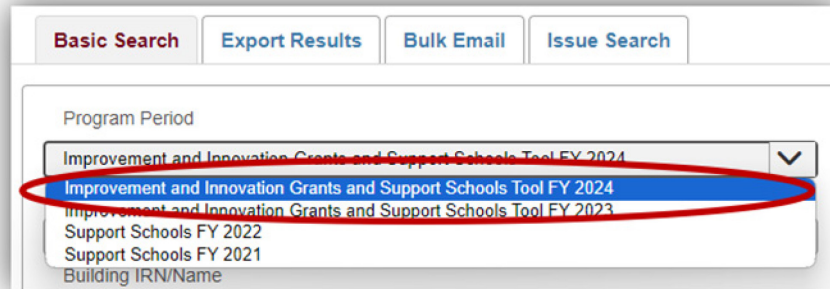 Basic Search Export Results Bulk Email Issue Search
Program Period
Improvement and Innovation Grants and Support Schools Tool FY 2024
Improvement and Innovation Grants and Support Schools Tool FY 2024
Improvement and Innovation Grants and Support Schools Tool FY 2023
Support Schools FY 2022
Support Schools FY 2021
Building IRN/Name